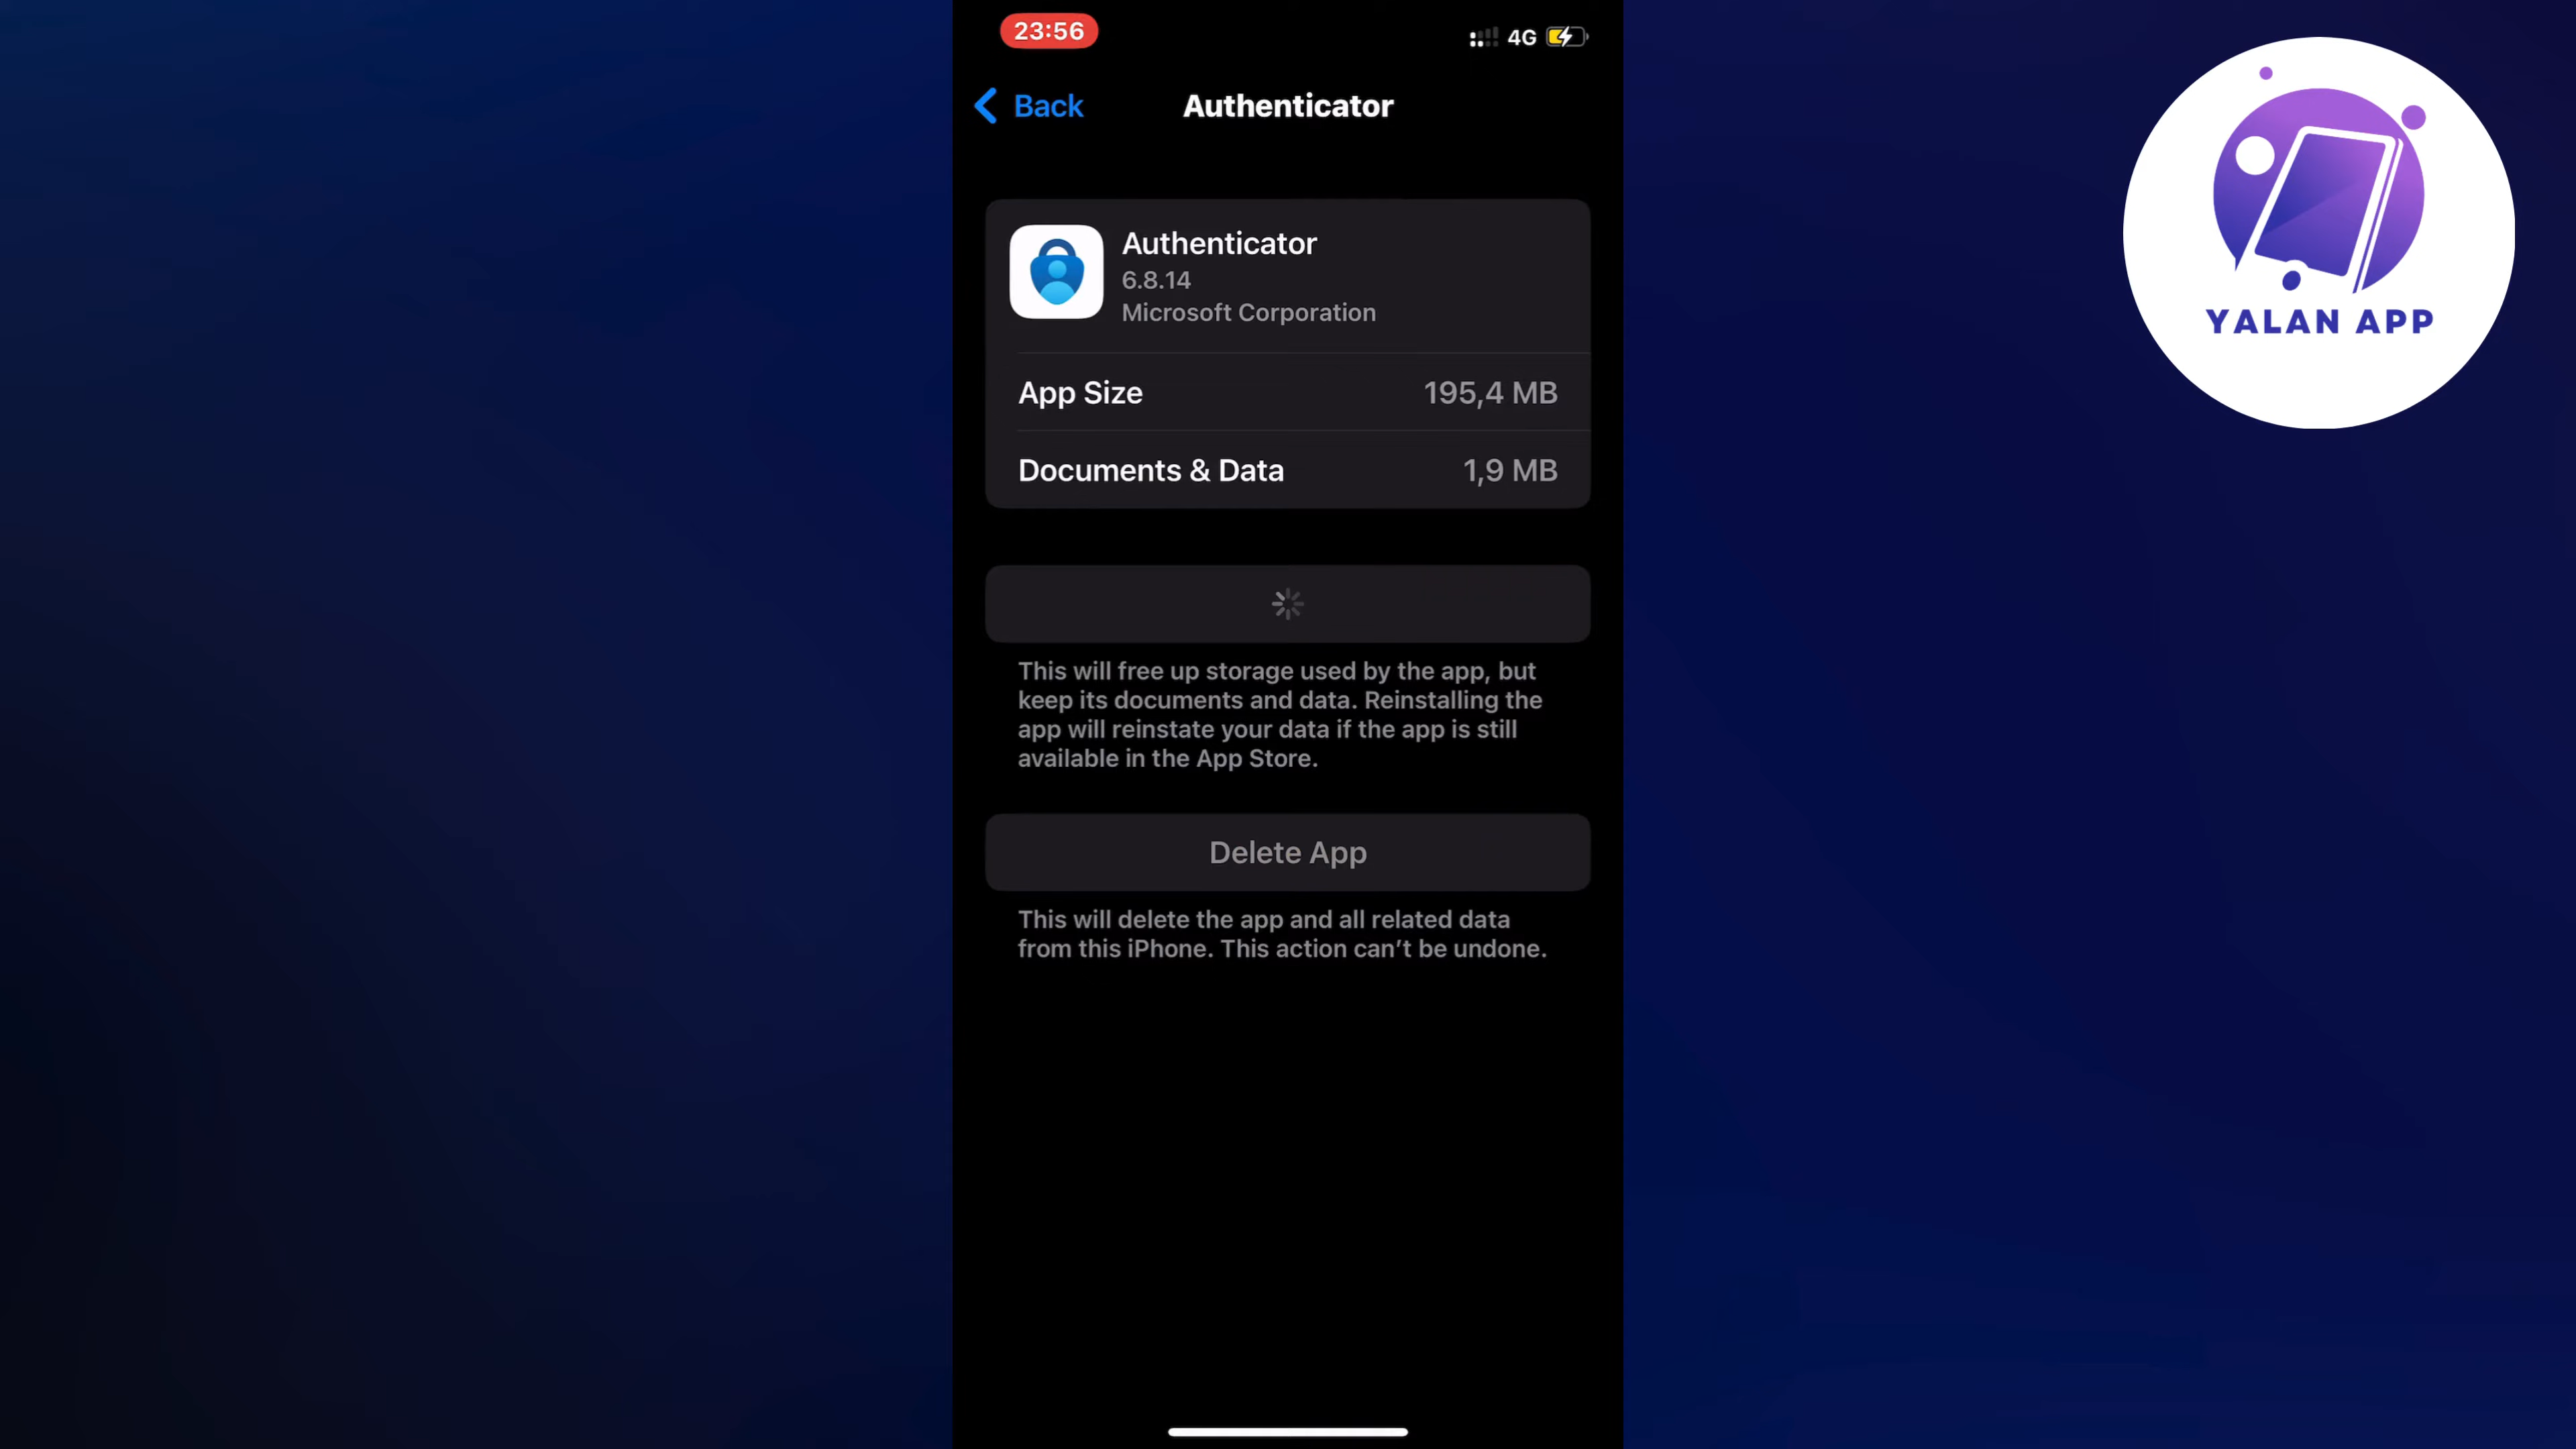 23:56
4G
Back
Authenticator
Authenticator
6.8.14
Microsoft Corporation
App Size
195,4 MB
Documents & Data
1,9 MB
This will free up storage used by the app, but
keep its documents and data. Reinstalling the
app will reinstate your data if the app is still
available in the App Store.
Delete App
This will delete the app and all related data
from this iPhone. This action can’t be undone.
YALAN APP